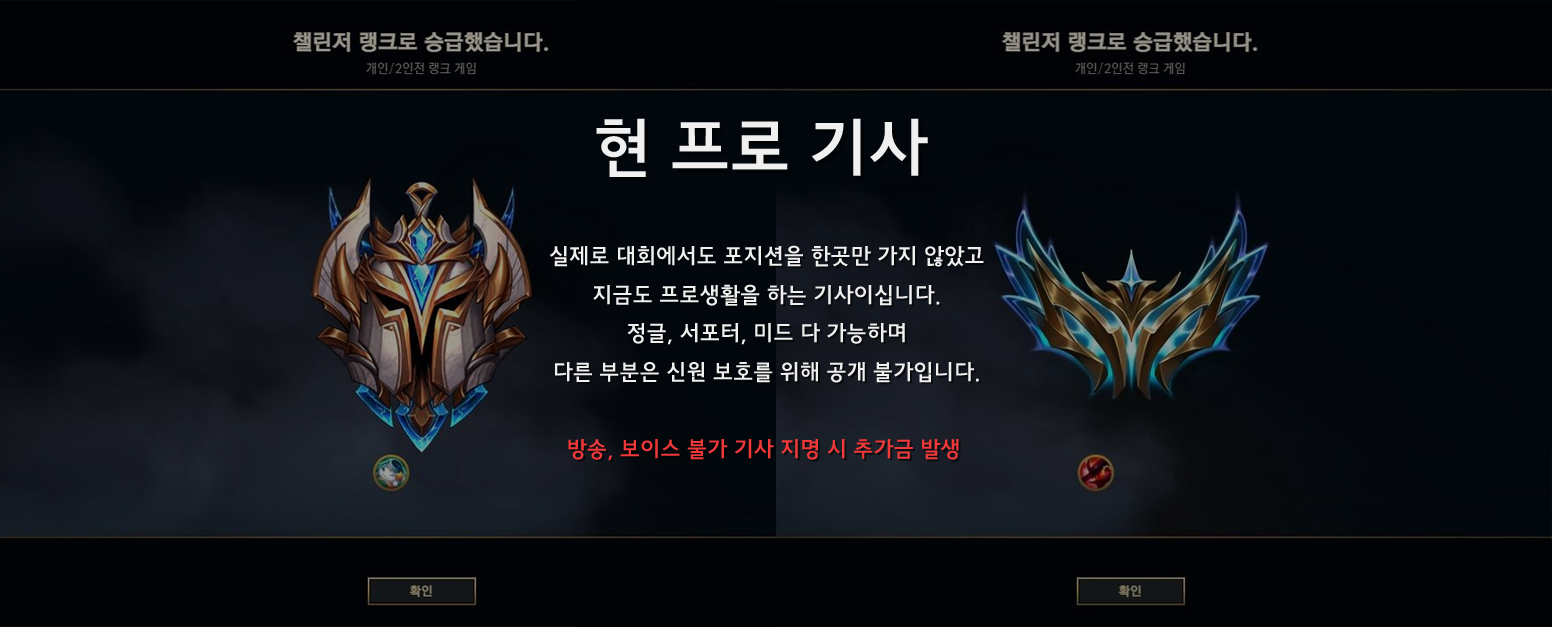 챌린저 랭크로 승급했습니다.
개인/2인전 랭크 게임
챌린저 랭크로 승급했습니다.
개인/2인전 랭크 게임
현 프로 기사
실제로 대회에서도 포지션을 한곳만 가지 않았고
지금도 프로생활을 하는 기사이십니다.
정글, 서포터, 미드 다 가능하며
다른 부분은 신원 보호를 위해 공개 불가입니다.
방송, 보이스 불가 기사 지명 시 추가금 발생
확인
확인